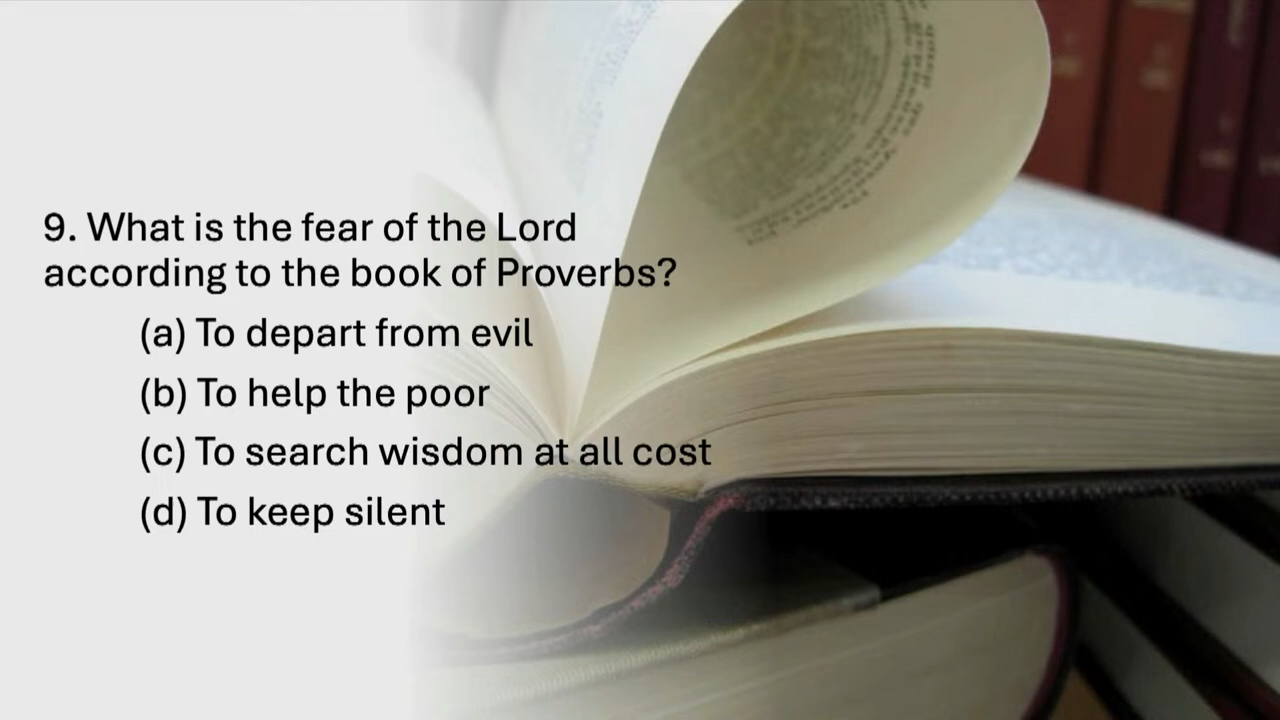 9. What is the fear of the Lord
according to the book of Proverbs?
(a) To depart from evil
(b) To help the poor
(c) To search wisdom at all cost
(d) To keep silent